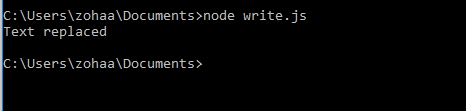 C:\Users\zohaa\Documents>node write.js
Text replaced
C:\Users\zohaa\Documents>